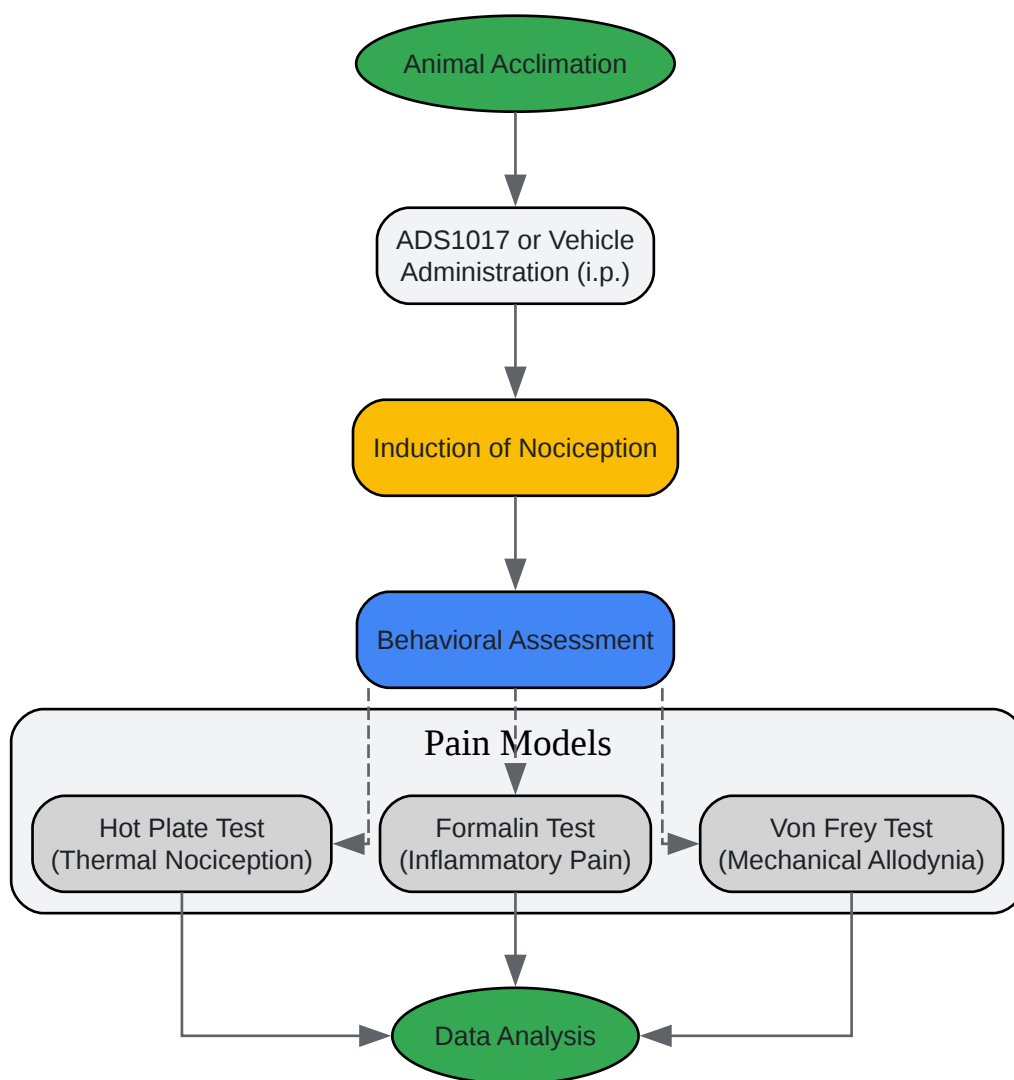 Animal Acclimation
ADS1017 or Vehicle
Administration (i.p.)
Induction of Nociception
Behavioral Assessment
Pain Models
Hot Plate Test
(Thermal Nociception)
Formalin Test
(Inflammatory Pain)
Von Frey Test
(Mechanical Allodynia)
Data Analysis